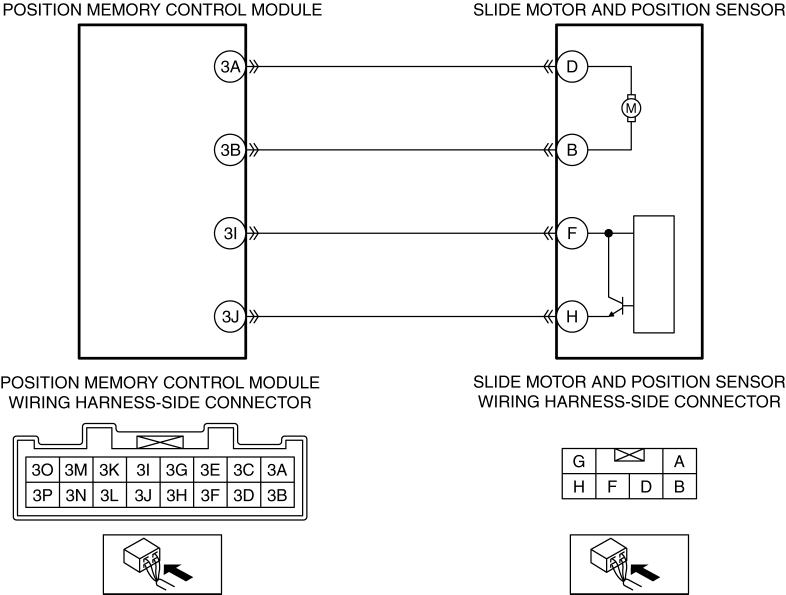 POSITION MEMORY CONTROL MODULE
SLIDE MOTOR AND POSITION SENSOR
3A
D
M
3B
B
3I
F
3J
H
POSITION MEMORY CONTROL MODULE
WIRING HARNESS-SIDE CONNECTOR
SLIDE MOTOR AND POSITION SENSOR
WIRING HARNESS-SIDE CONNECTOR
3O 3M 3K 3I 3G 3E 3C 3A
3P 3N 3L 3J 3H 3F 3D 3B
G A
H F D B